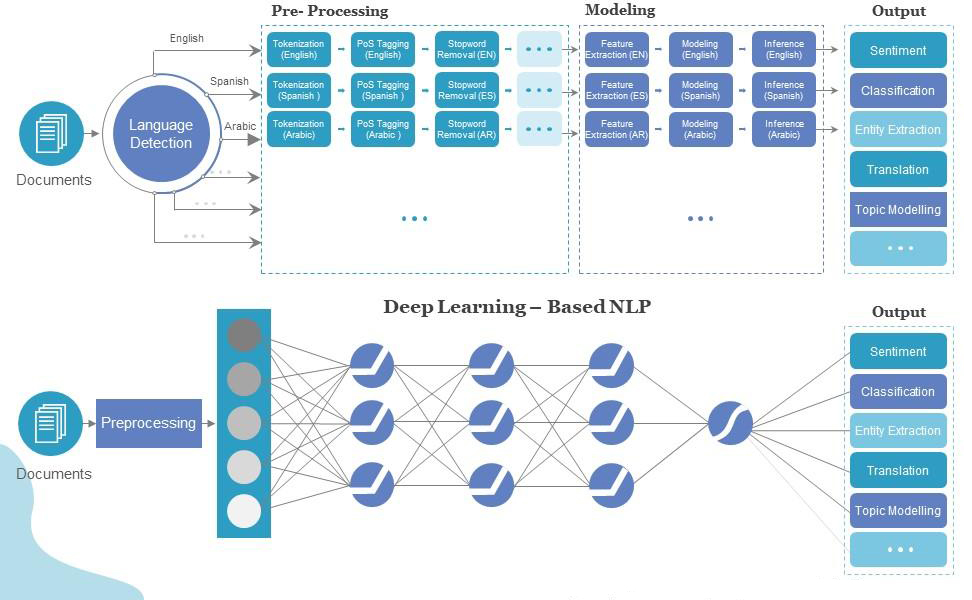 Pre- Processing
Modeling
Output
English
Spanish
Arabic
Documents
Language
Detection
Tokenization
(English)
PoS Tagging
(English)
Stopword
Removal (EN)
• • •
Feature
Extraction (EN)
Modeling
(English)
Inference
(English)
Tokenization
(Spanish )
PoS Tagging
(Spanish )
Stopword
Removal (ES)
• • •
Feature
Extraction (ES)
Modeling
(Spanish)
Inference
(Spanish)
Tokenization
(Arabic)
PoS Tagging
(Arabic )
Stopword
Removal (AR)
• • •
Feature
Extraction (AR)
Modeling
(Arabic)
Inference
(Arabic)
• • •
• • •
• • •
• • •
• • •
Sentiment
Classification
Entity Extraction
Translation
Topic Modelling
• • •
Deep Learning – Based NLP
Output
Documents
Preprocessing
Sentiment
Classification
Entity Extraction
Translation
Topic Modelling
• • •